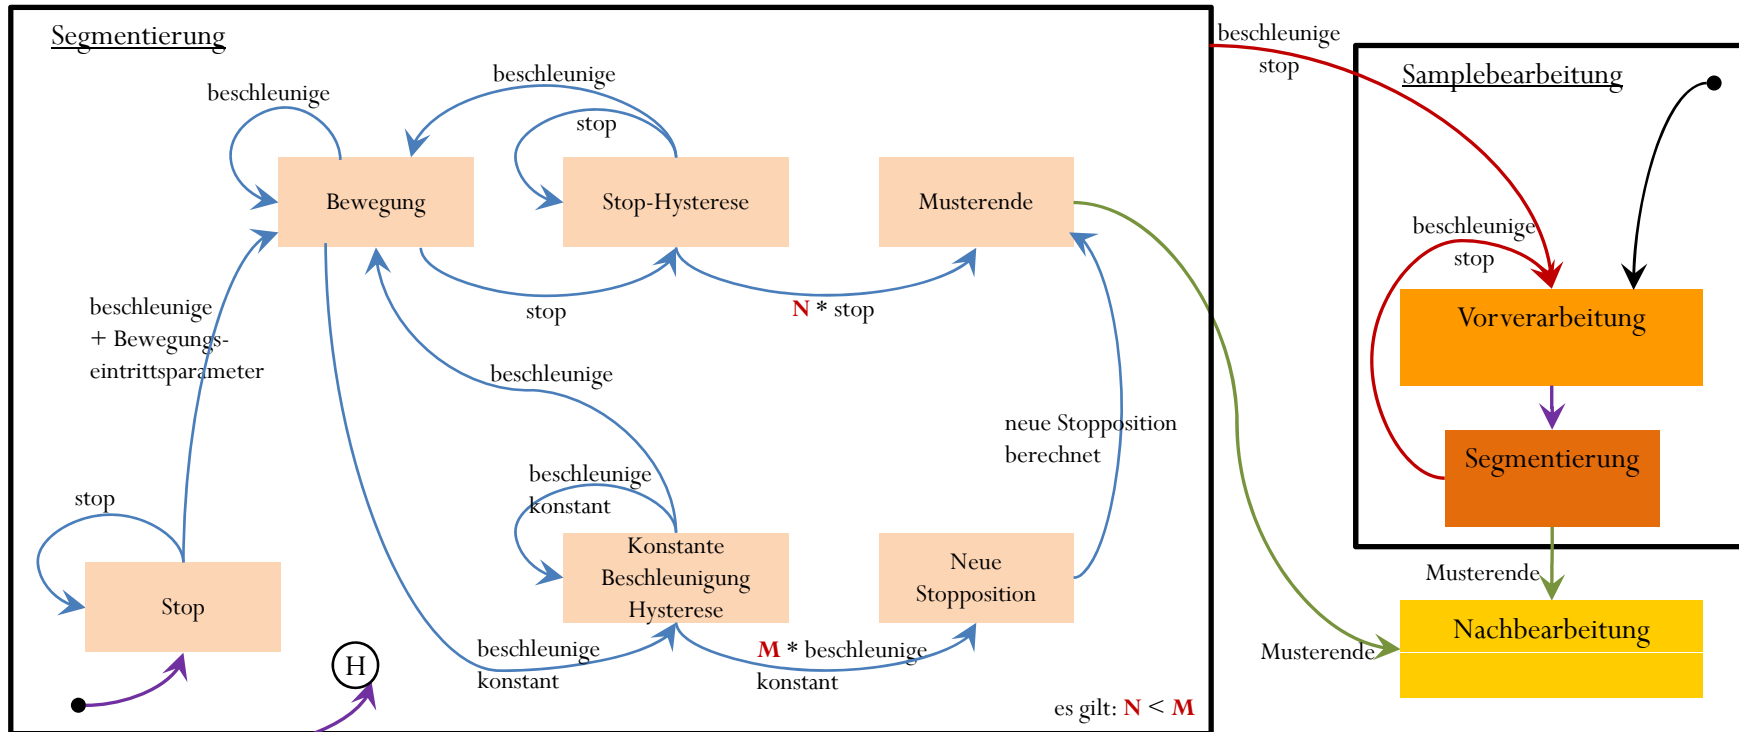 Segmentierung
beschleunige
beschleunige
stop
Bewegung
Stop-Hysterese
Musterende
stop
N * stop
beschleunige
+ Bewegungs-
eintrittsparameter
beschleunige
neue Stopposition
berechnet
beschleunige
konstant
stop
Stop
Konstante
Beschleunigung
Hysterese
Neue
Stopposition
H
beschleunige
konstant
M * beschleunige
konstant
es gilt: N < M
beschleunige
stop
Samplebearbeitung
beschleunige
stop
Vorverarbeitung
Segmentierung
Musterende
Musterende
Nachbearbeitung